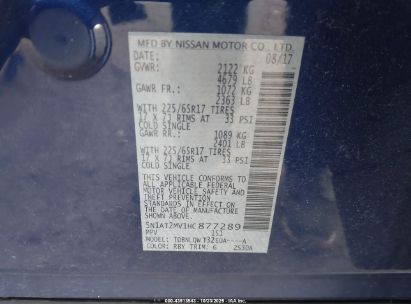 MFD BY NISSAN MOTOR CO., LTD.
DATE: 08/17
GVWR: 2122 KG
4679 LB
GAWR FR.: 1072 KG
2363 LB
WITH 225/65R17 TIRES
17 X 7J RIMS AT 33 PSI
COLD SINGLE
GAWR RR.: 1089 KG
2401 LB
WITH 225/65R17 TIRES
17 X 7J RIMS AT 33 PSI
COLD SINGLE
THIS VEHICLE CONFORMS TO ALL
APPLICABLE FEDERAL MOTOR
VEHICLE SAFETY STANDARDS IN
EFFECT ON THE DATE OF
MANUFACTURE SHOWN ABOVE.
5N1AT2MV1HC877289
MPV
MODEL:
COLOR: RBY TRIM: G